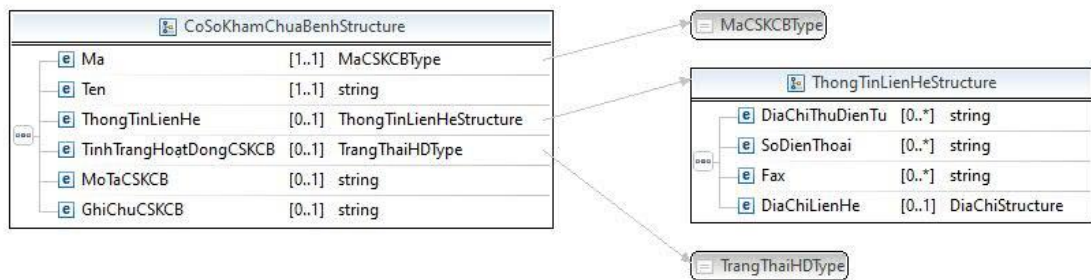 CoSoKhamChuaBenhStructure
e Ma [1..1] MaCSKCBType
e Ten [1..1] string
e ThongTinLienHe [0..1] ThongTinLienHeStructure
e TinhTrangHoạtDongCSKCB [0..1] TrangThaiHDType
e MoTaCSKCB [0..1] string
e GhiChuCSKCB [0..1] string
MaCSKCBType
ThongTinLienHeStructure
e DiaChiThuDienTu [0..*] string
e SoDienThoai [0..*] string
e Fax [0..*] string
e DiaChiLienHe [0..1] DiaChiStructure
TrangThaiHDType